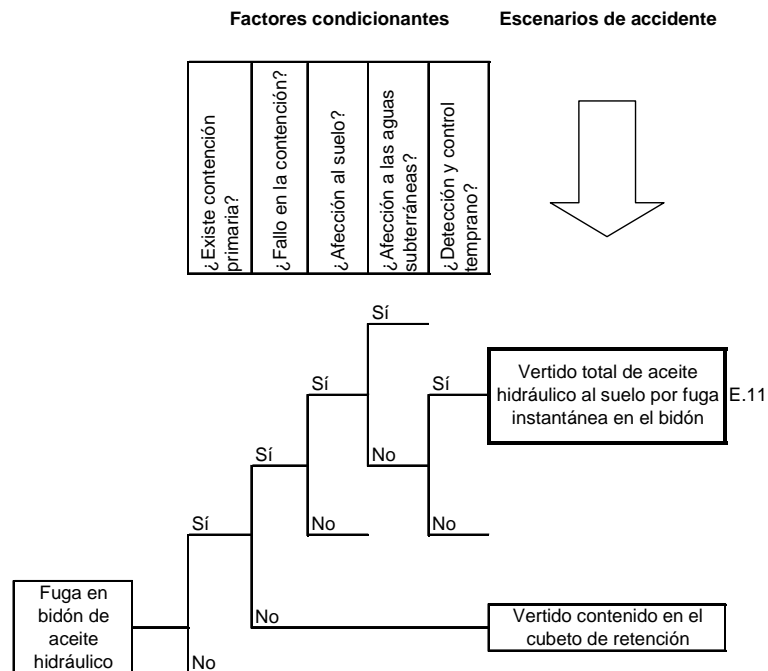 Factores condicionantes
Escenarios de accidente
¿Existe contención
primaria?
¿Fallo en la contención?
¿Afección al suelo?
¿Afección a las aguas
subterráneas?
¿Detección y control
temprano?
Sí
Sí
Sí
Vertido total de aceite
hidráulico al suelo por fuga
instantánea en el bidón
E.11
Sí
No
Sí
No
No
Fuga en
bidón de
aceite
hidráulico
No
Vertido contenido en el
cubeto de retención
No